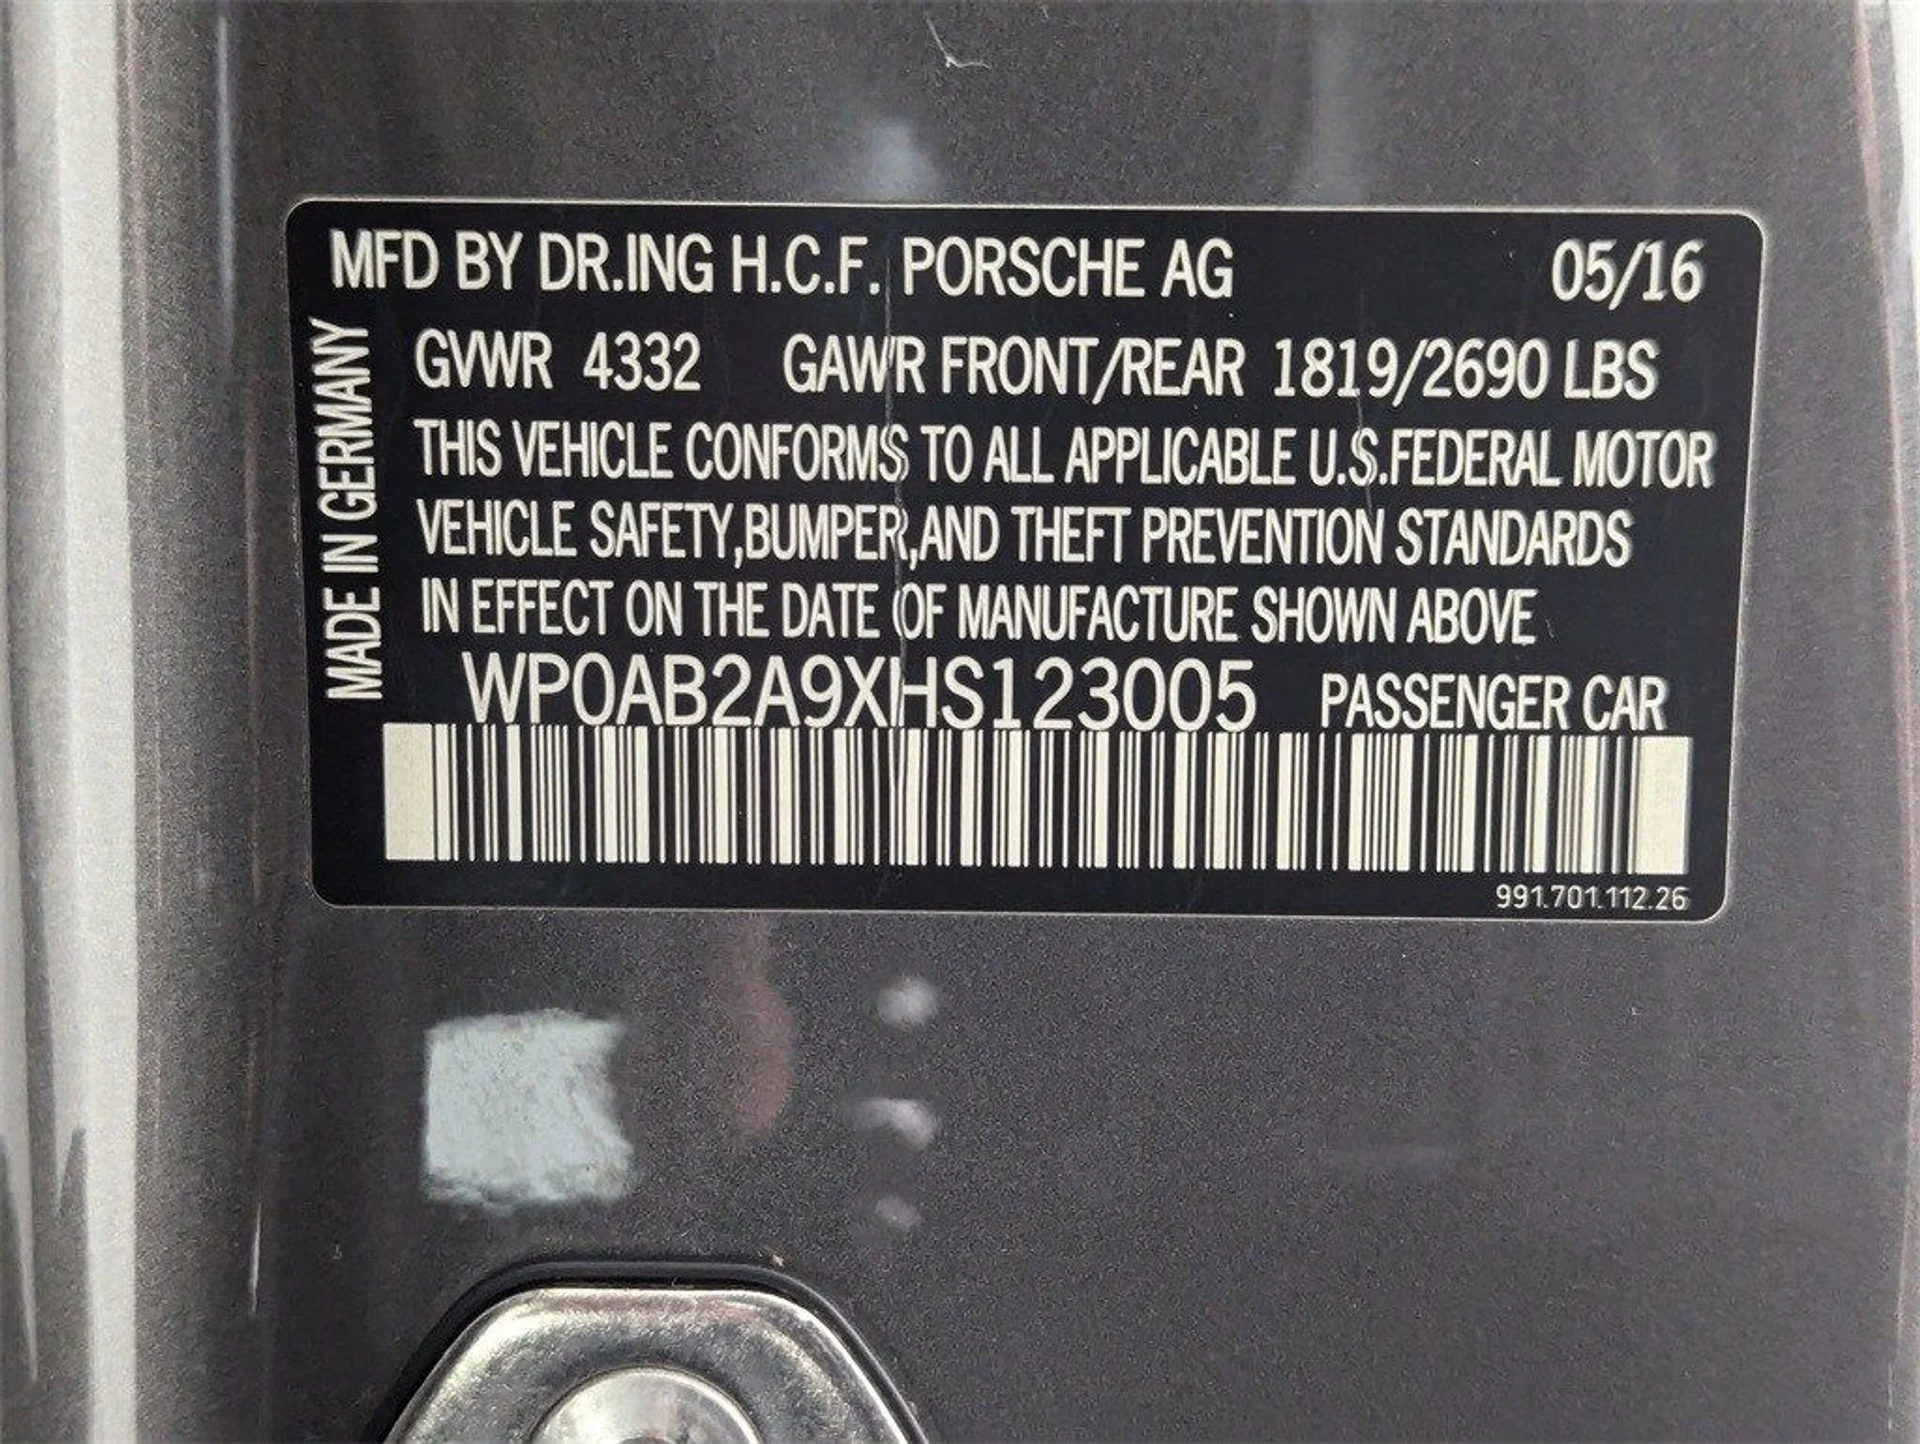 MFD BY DR.ING H.C.F. PORSCHE AG 05/16
MADE IN GERMANY
GVWR 4332 GAWR FRONT/REAR 1819/2690 LBS
THIS VEHICLE CONFORMS TO ALL APPLICABLE U.S.FEDERAL MOTOR
VEHICLE SAFETY,BUMPER,AND THEFT PREVENTION STANDARDS
IN EFFECT ON THE DATE OF MANUFACTURE SHOWN ABOVE
WP0AB2A9XHS123005 PASSENGER CAR
991.701.112.26